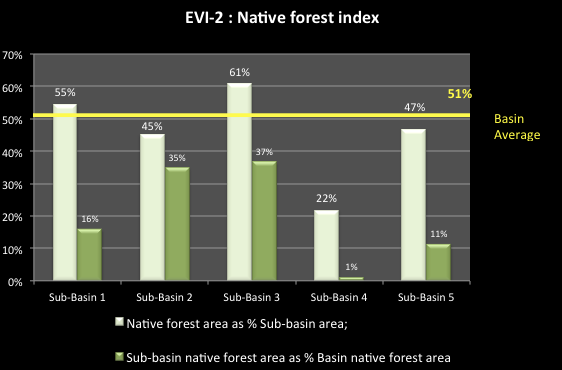 EVI-2 : Native forest index
70%
60%
50%
40%
30%
20%
10%
0%
55%
16%
45%
35%
61%
37%
22%
1%
47%
11%
51%
Basin
Average
Sub-Basin 1
Sub-Basin 2
Sub-Basin 3
Sub-Basin 4
Sub-Basin 5
Native forest area as % Sub-basin area;
Sub-basin native forest area as % Basin native forest area